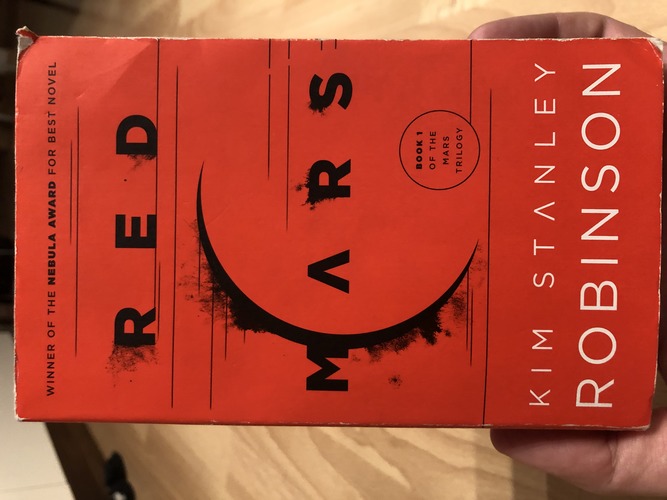 WINNER OF THE NEBULA AWARD FOR BEST NOVEL
RED
MARS
BOOK 1
OF THE
MARS
TRILOGY
KIM STANLEY
ROBINSON